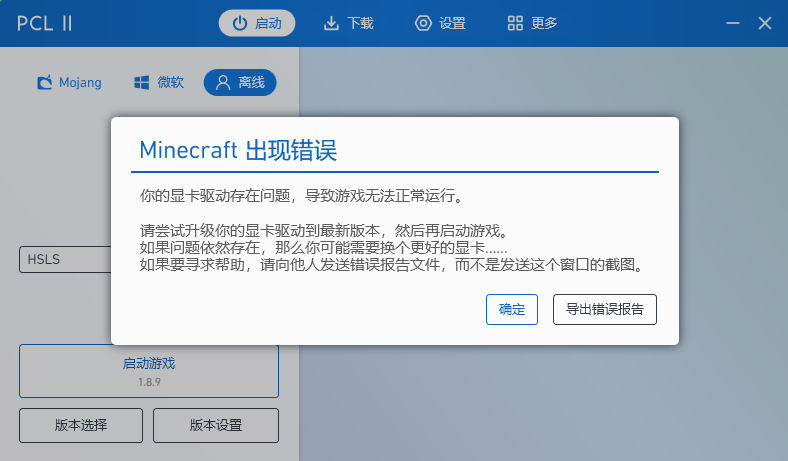 PCL II
启动
下载
设置
更多
Mojang
微软
离线
Minecraft 出现错误
你的显卡驱动存在问题，导致游戏无法正常运行。
请尝试升级你的显卡驱动到最新版本，然后再启动游戏。
如果问题依然存在，那么你可能需要换个更好的显卡......
如果要寻求帮助，请向他人发送错误报告文件，而不是发送这个窗口的截图。
HSLS
确定
导出错误报告
启动游戏
1.8.9
版本选择
版本设置